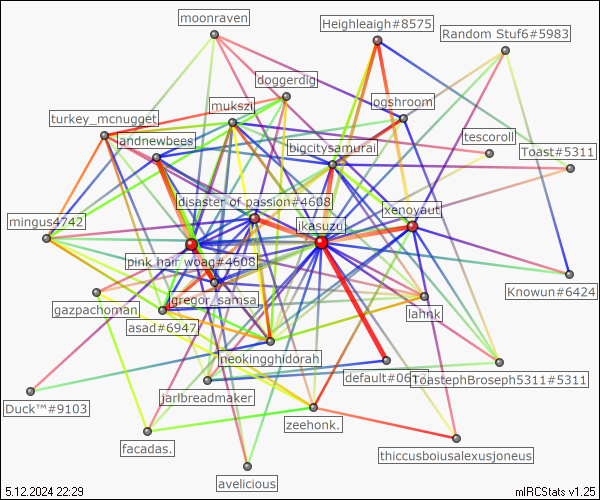 moonraven
Heighleigh#8575
Random Stuf6#5983
doggerdig
mukszi
ogshroom
turkey_mcnugget
andnewbees
bigcitysamurai
tescoroll
Toast#5311
disaster of passion#4608
xenoyaut
mingus4742
ikasuzu
pink hair woag#4608
gregor_samsa_
gazpachoman
asad#6947
lahnk
Knowun#6424
neokingghidorah
default#06
ToastephBroseph5311#5311
jarlbreadmaker
Duck™#9103
zeehonk.
facadas.
thiccusboiusalexusjoneus
avelicious
5.12.2024 22:29
mIRCStats v1.25